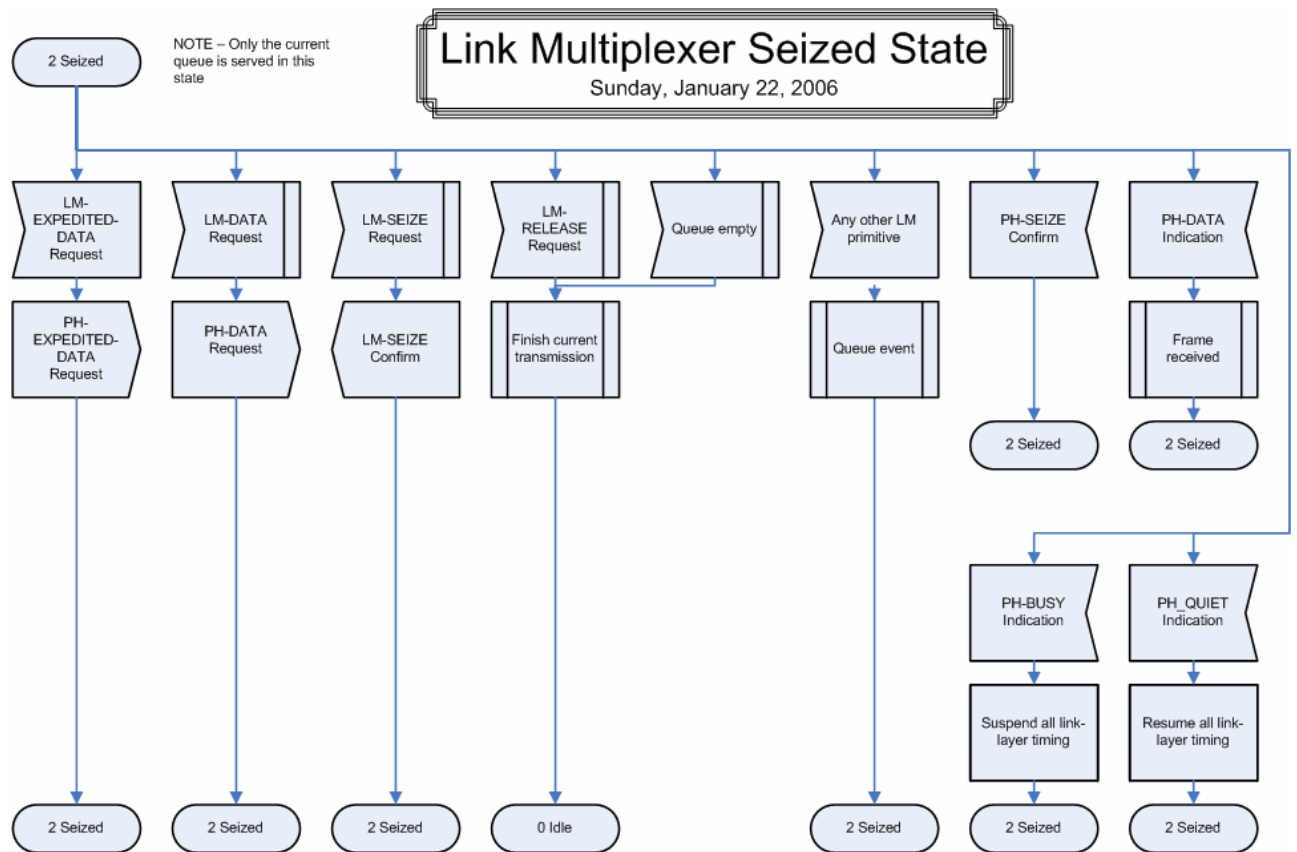 2 Seized
NOTE – Only the current
queue is served in this
state
Link Multiplexer Seized State
Sunday, January 22, 2006
LM-
EXPEDITED-
DATA
Request
LM-DATA
Request
LM-SEIZE
Request
LM-
RELEASE
Request
Queue empty
Any other LM
primitive
PH-SEIZE
Confirm
PH-DATA
Indication
PH-
EXPEDITED-
DATA
Request
PH-DATA
Request
LM-SEIZE
Confirm
Finish current
transmission
Queue event
Frame
received
2 Seized
2 Seized
PH-BUSY
Indication
PH_QUIET
Indication
Suspend all link-
layer timing
Resume all link-
layer timing
2 Seized
2 Seized
2 Seized
0 Idle
2 Seized
2 Seized
2 Seized